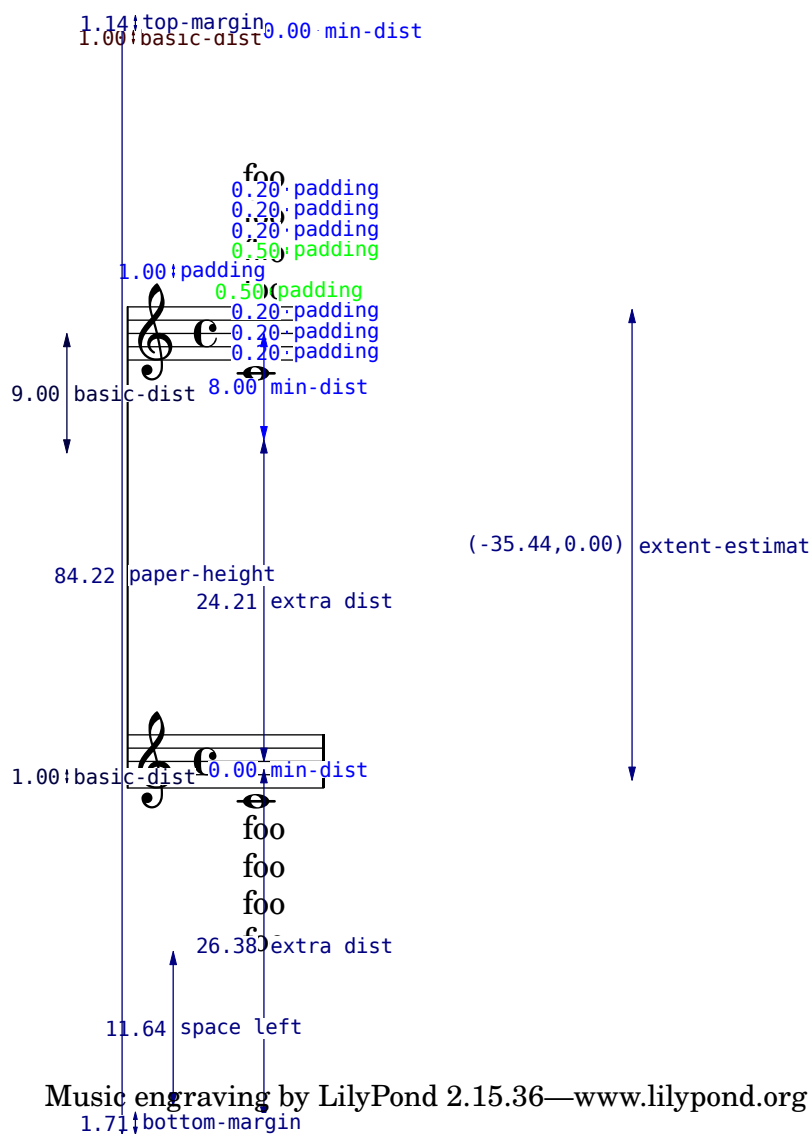 1.14 top-margin
0.00 min-dist
1.00 basic-dist
foo
0.20 padding
0.20 padding
foo
0.20 padding
0.50 padding
foo
1.00 padding
0.50 padding
foo
0.20 padding
0.20 padding
0.20 padding
8.00 min-dist
9.00 basic-dist
(-35.44,0.00) extent-estimat
84.22 paper-height
24.21 extra dist
0.00 min-dist
1.00 basic-dist
foo
foo
foo
foo
26.38 extra dist
11.64 space left
Music engraving by LilyPond 2.15.36—www.lilypond.org
1.71 bottom-margin